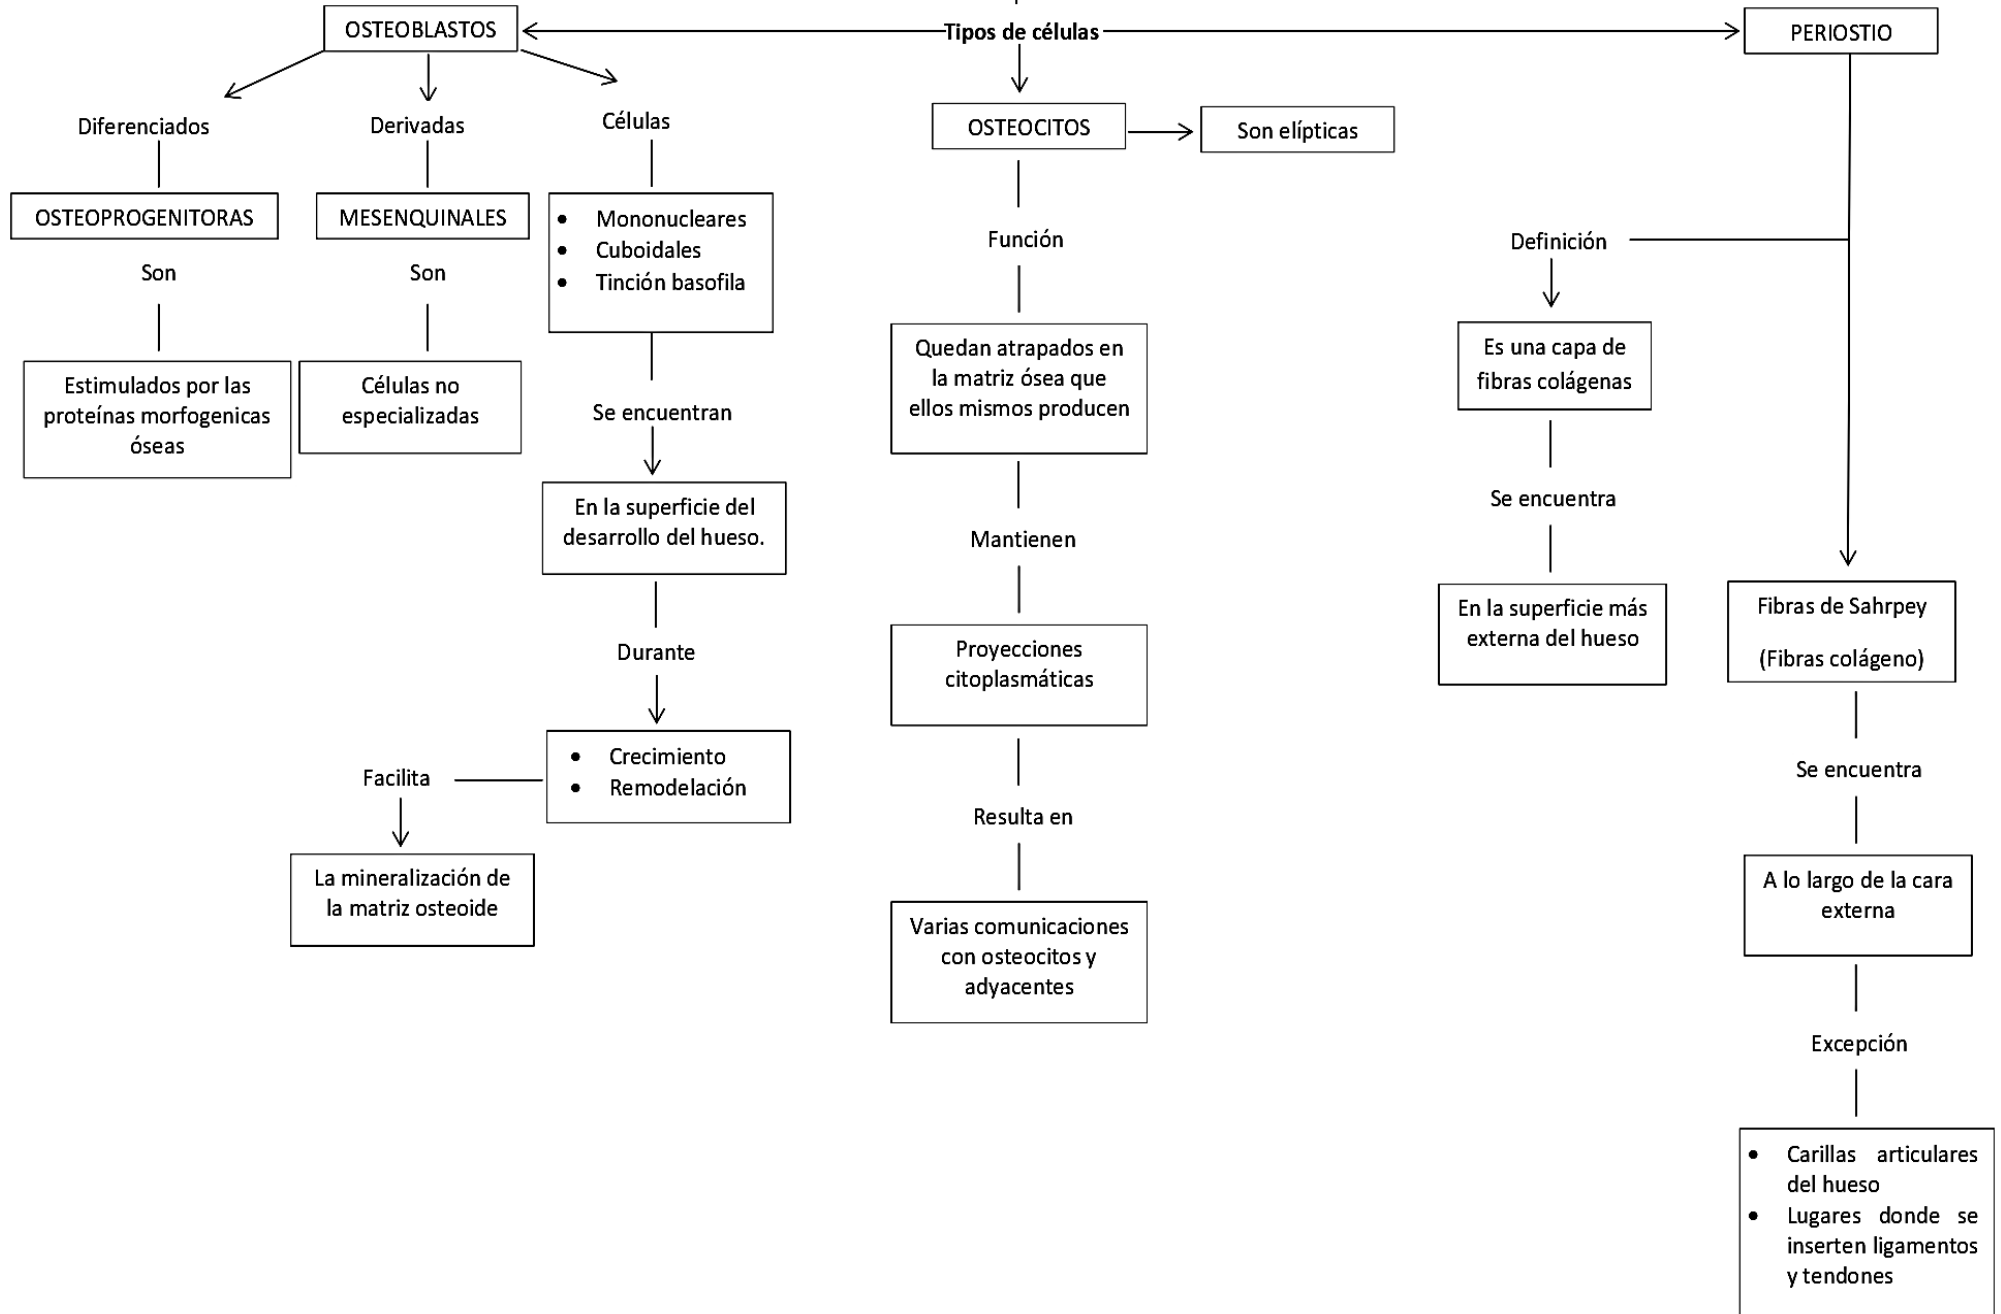 OSTEOBLASTOS
Tipos de células
PERIOSTIO
Diferenciados
Derivadas
Células
OSTEOPROGENITORAS
MESENQUINALES
• Mononucleares
• Cuboidales
• Tinción basofila
Son
Son
Estimulados por las
proteínas morfogenicas
óseas
Células no
especializadas
Se encuentran
En la superficie del
desarrollo del hueso.
Durante
• Crecimiento
• Remodelación
Facilita
La mineralización de
la matriz osteoide
OSTEOCITOS
Son elípticas
Función
Quedan atrapados en
la matriz ósea que
ellos mismos producen
Mantienen
Proyecciones
citoplasmáticas
Resulta en
Varias comunicaciones
con osteocitos y
adyacentes
Definición
Es una capa de
fibras colágenas
Se encuentra
En la superficie más
externa del hueso
Fibras de Sahrpey
(Fibras colágeno)
Se encuentra
A lo largo de la cara
externa
Excepción
• Carillas articulares
del hueso
• Lugares donde se
inserten ligamentos
y tendones